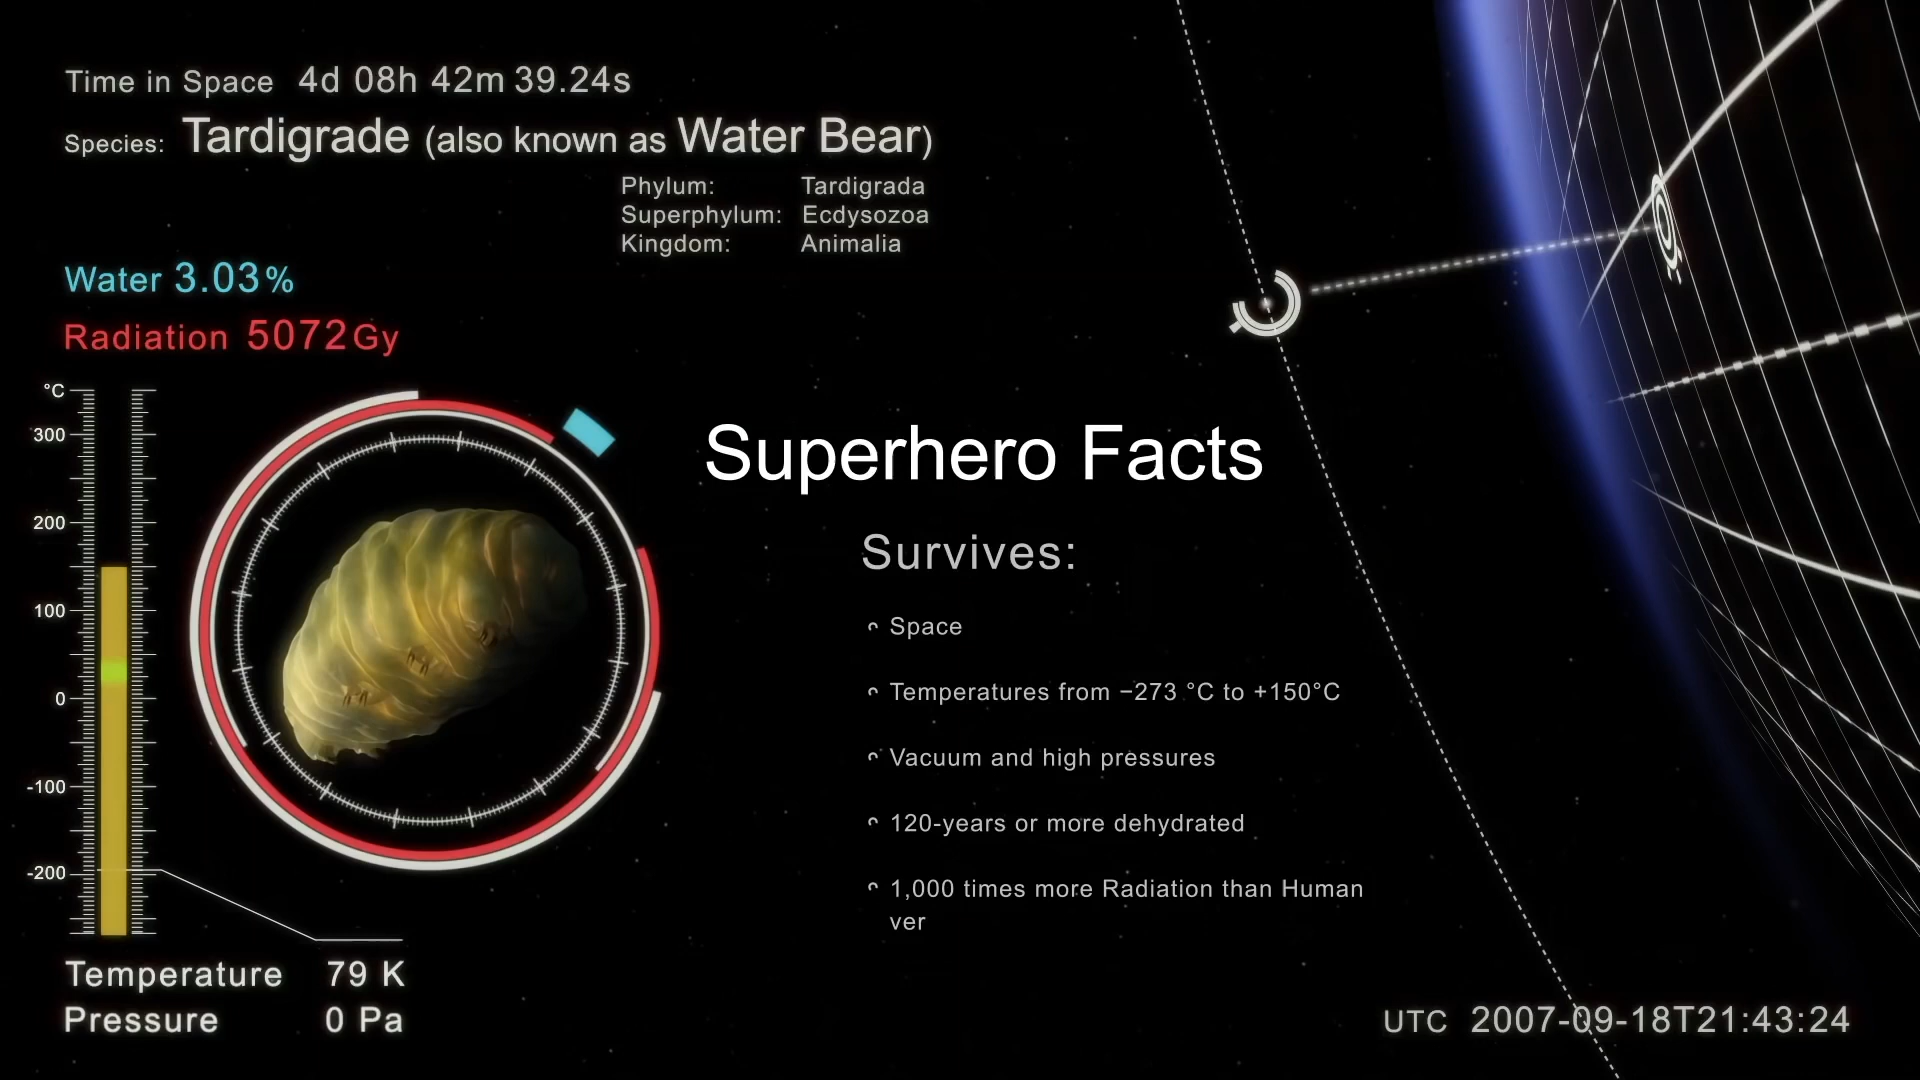 Time in Space 4d 08h 42m 39.24s
Species: Tardigrade (also known as Water Bear)
Phylum: Tardigrada
Superphylum: Ecdysozoa
Kingdom: Animalia
Water 3.03%
Radiation 5072Gy
°C
300
200
100
0
-100
-200
Temperature 79 K
Pressure 0 Pa
Superhero Facts
Survives:
Space
Temperatures from −273 °C to +150°C
Vacuum and high pressures
120-years or more dehydrated
1,000 times more Radiation than Human
ver
UTC 2007-09-18T21:43:24